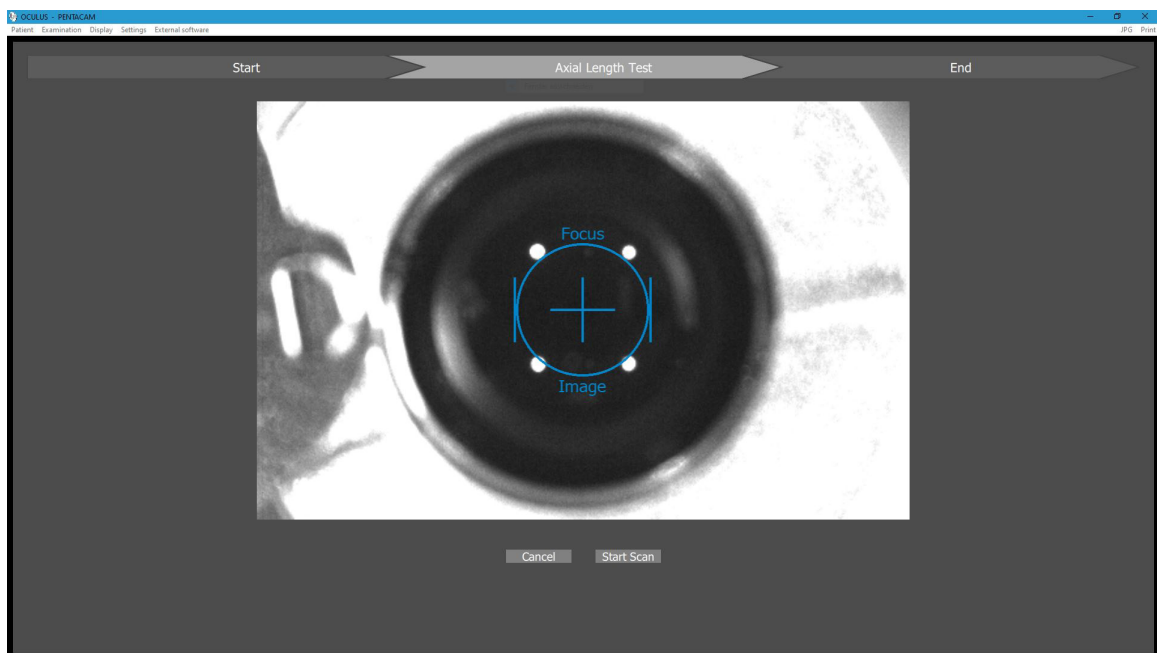 OCULUS - PENTACAM
Patient Examination Display Settings External software JPG Print
Start Axial Length Test End
Focus
Image
Cancel Start Scan